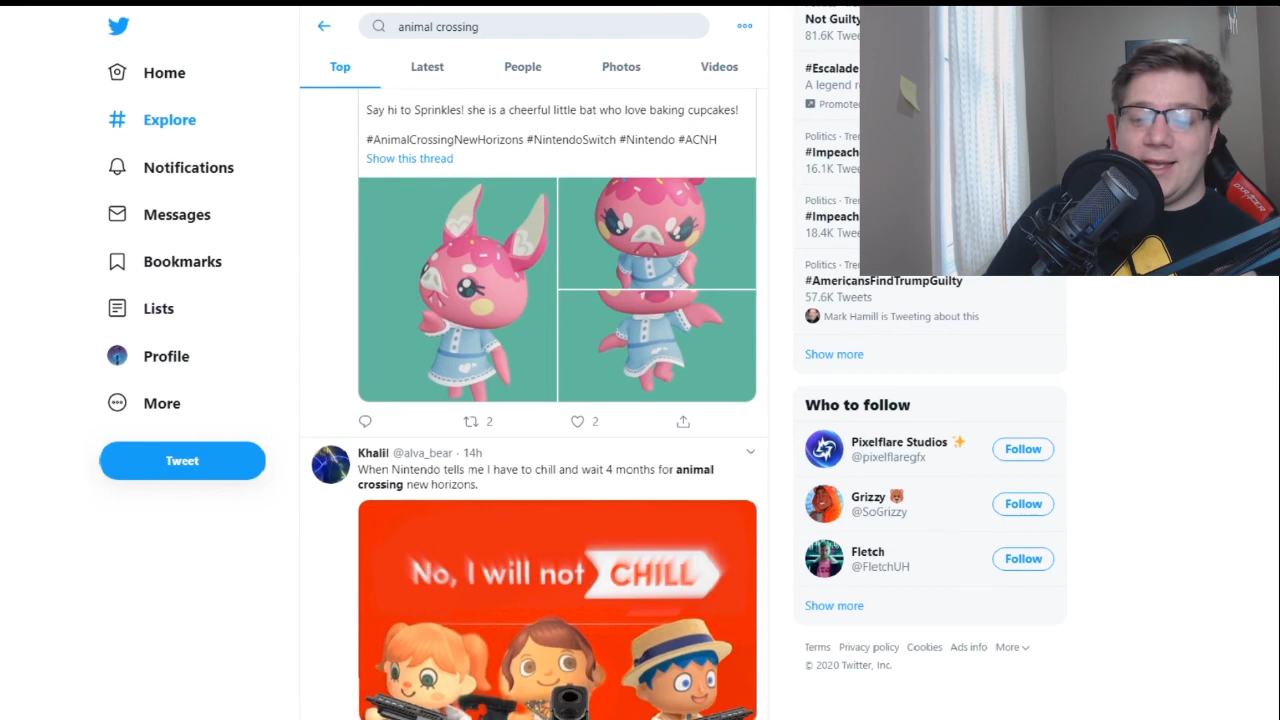 animal crossing
Top
Latest
People
Photos
Videos
Home
Explore
Notifications
Messages
Bookmarks
Lists
Profile
More
Tweet
Say hi to Sprinkles! she is a cheerful little bat who love baking cupcakes!
#AnimalCrossingNewHorizons #NintendoSwitch #Nintendo #ACNH
Show this thread
2
2
Khalil @alva_bear · 14h
When Nintendo tells me I have to chill and wait 4 months for animal
crossing new horizons.
No, I will not CHILL
Not Guilty
81.6K Twee
#Escalade
A legend r
Promote
Politics · Tre
#Impeach
16.1K Twee
Politics · Tre
#Impeach
18.4K Twee
Politics · Tre
#AmericansFindTrumpGuilty
57.6K Tweets
Mark Hamill is Tweeting about this
Show more
Who to follow
Pixelflare Studios ✨
@pixelflaregfx
Follow
Grizzy 🐻
@SoGrizzy
Follow
Fletch
@FletchUH
Follow
Show more
Terms Privacy policy Cookies Ads info More
© 2020 Twitter, Inc.
DXRACER